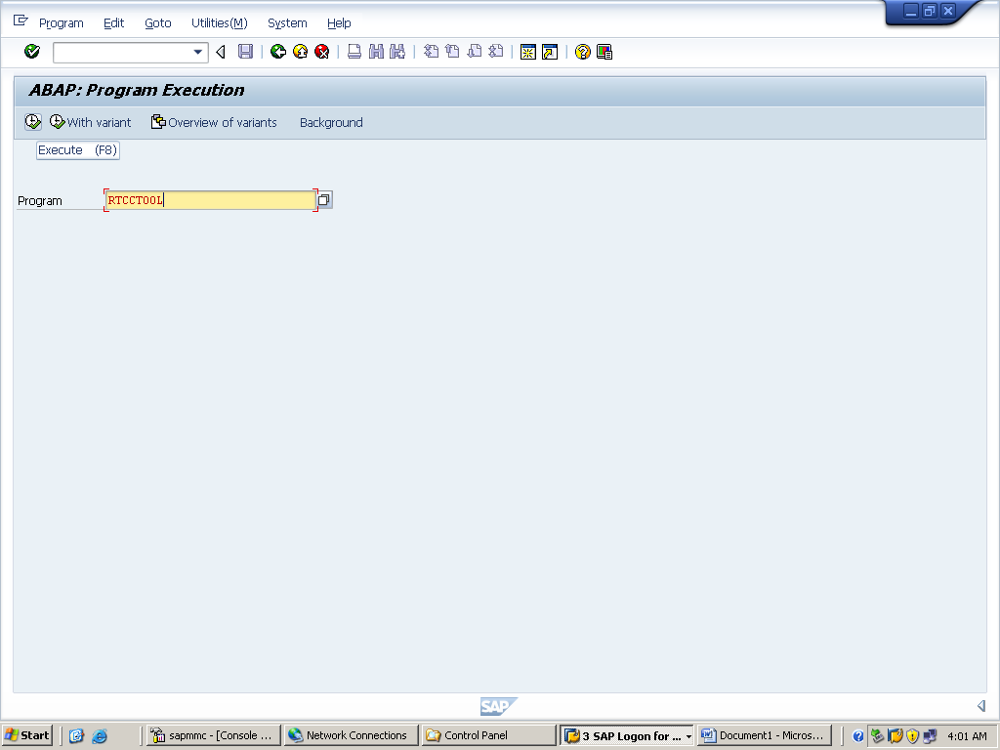 Program Edit Goto Utilities(M) System Help
ABAP: Program Execution
With variant Overview of variants Background
Execute (F8)
Program RTCCTOOL
SAP
Start sapmmc - [Console ... Network Connections Control Panel 3 SAP Logon for ... Document1 - Micros... 4:01 AM